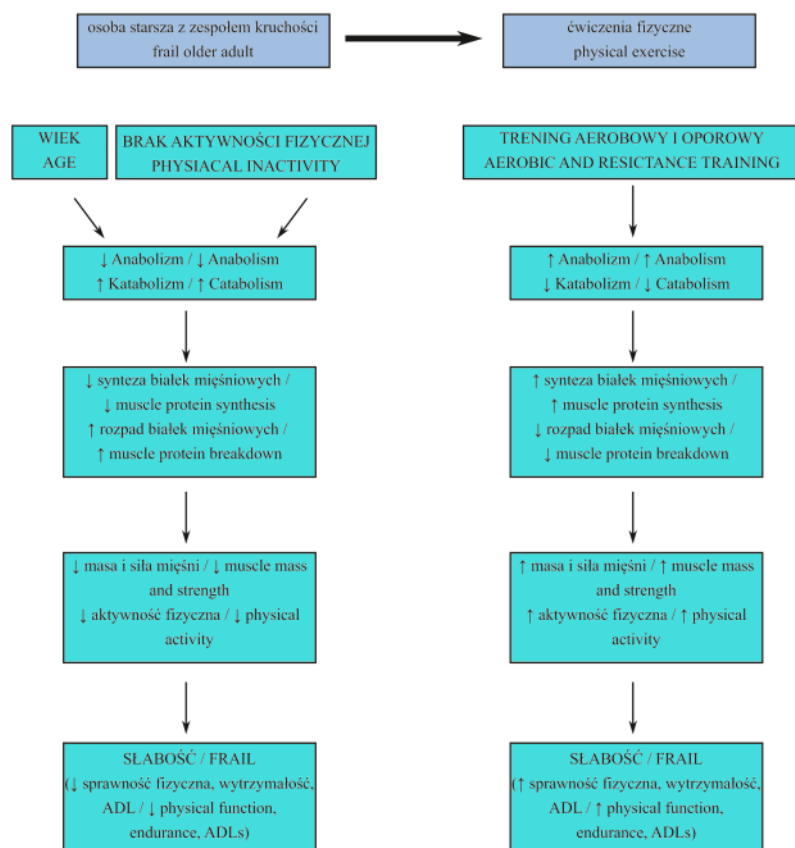 osoba starsza z zespołem kruchości
frail older adult
ćwiczenia fizyczne
physical exercise
WIEK
AGE
BRAK AKTYWNOŚCI FIZYCZNEJ
PHYSIACAL INACTIVITY
TRENING AEROBOWY I OPOROWY
AEROBIC AND RESICTANCE TRAINING
↓ Anabolizm / ↓ Anabolism
↑ Katabolizm / ↑ Catabolism
↑ Anabolizm / ↑ Anabolism
↓ Katabolizm / ↓ Catabolism
↓ synteza białek mięśniowych /
↓ muscle protein synthesis
↑ rozpad białek mięśniowych /
↑ muscle protein breakdown
↑ synteza białek mięśniowych /
↑ muscle protein synthesis
↓ rozpad białek mięśniowych /
↓ muscle protein breakdown
↓ masa i siła mięśni / ↓ muscle mass
and strength
↓ aktywność fizyczna / ↓ physical
activity
↑ masa i siła mięśni / ↑ muscle mass
and strength
↑ aktywność fizyczna / ↑ physical
activity
SŁABOŚĆ / FRAIL
(↓ sprawność fizyczna, wytrzymałość,
ADL / ↓ physical function,
endurance, ADLs)
SŁABOŚĆ / FRAIL
(↑ sprawność fizyczna, wytrzymałość,
ADL / ↑ physical function,
endurance, ADLs)